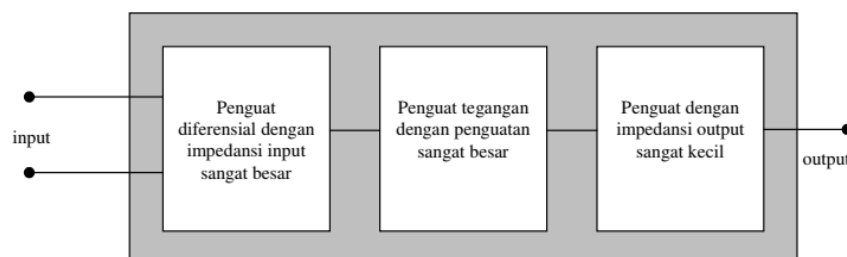 input
Penguat
diferensial dengan
impedansi input
sangat besar
Penguat tegangan
dengan penguatan
sangat besar
Penguat dengan
impedansi output
sangat kecil
output